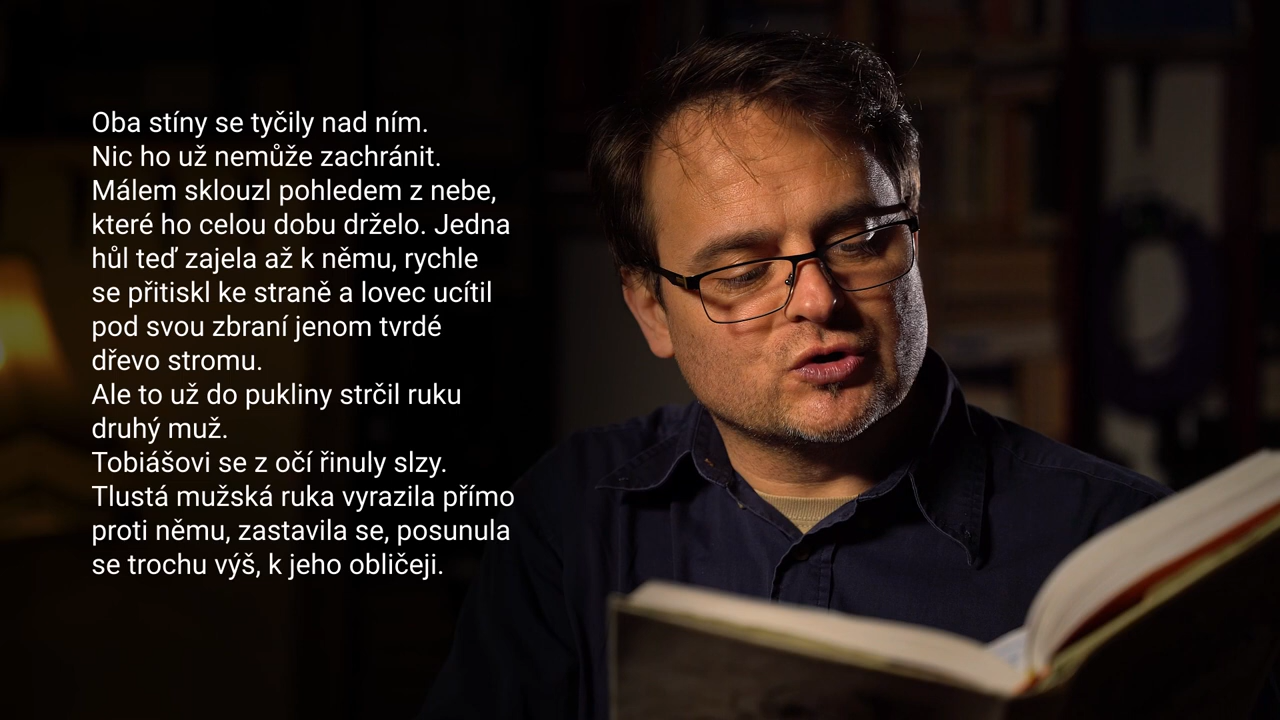 Oba stíny se tyčily nad ním.
Nic ho už nemůže zachránit.
Málem sklouzl pohledem z nebe,
které ho celou dobu drželo. Jedna
hůl teď zajela až k němu, rychle
se přitiskl ke straně a lovec ucítil
pod svou zbraní jenom tvrdé
dřevo stromu.
Ale to už do pukliny strčil ruku
druhý muž.
Tobiášovi se z očí řinuly slzy.
Tlustá mužská ruka vyrazila přímo
proti němu, zastavila se, posunula
se trochu výš, k jeho obličeji.